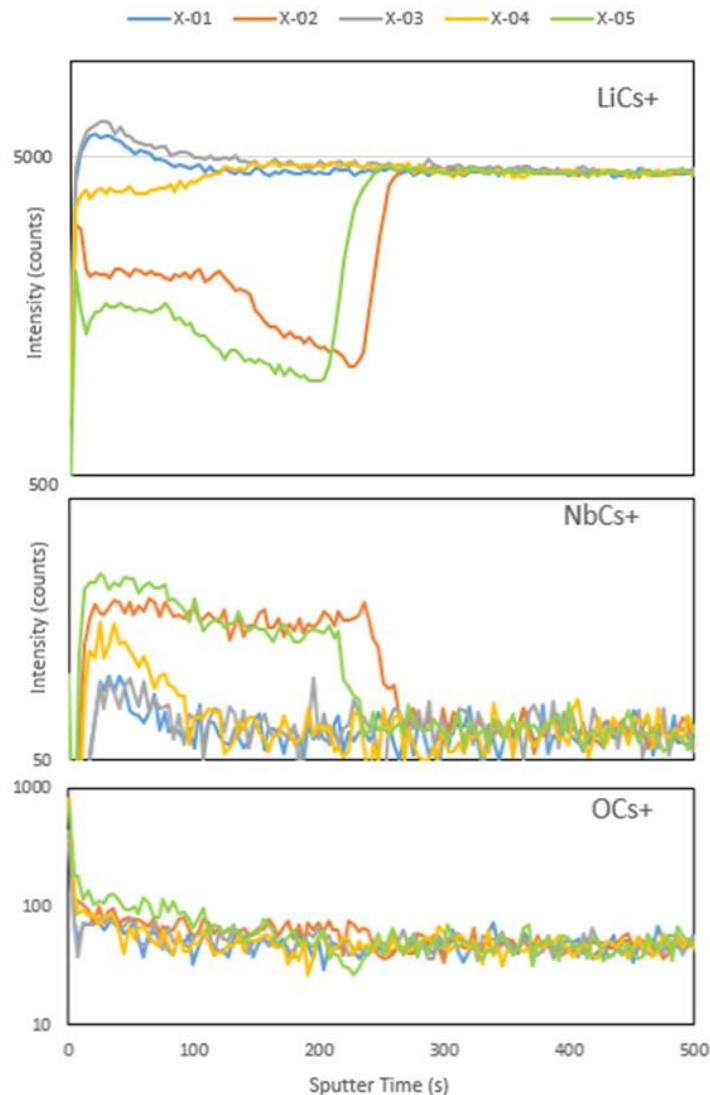 X-01 X-02 X-03 X-04 X-05
LiCs+
5000
Intensity (counts)
500
NbCs+
Intensity (counts)
50
1000
OCs+
100
10
0 100 200 300 400 500
Sputter Time (s)